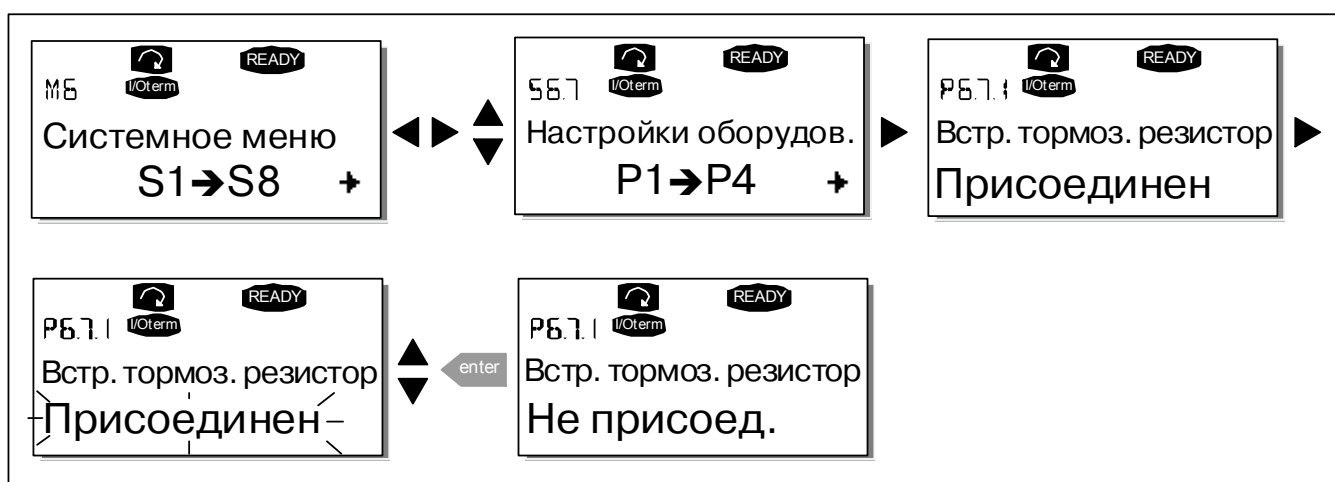 READY
M6 I/Oterm
Системное меню
S1→S8
READY
S6.7 I/Oterm
Настройки оборудов.
P1→P4
READY
P6.7.1 I/Oterm
Встр. тормоз. резистор
Присоединен
READY
P6.7.1 I/Oterm
Встр. тормоз. резистор
Присоединен
enter
READY
P6.7.1 I/Oterm
Встр. тормоз. резистор
Не присоед.